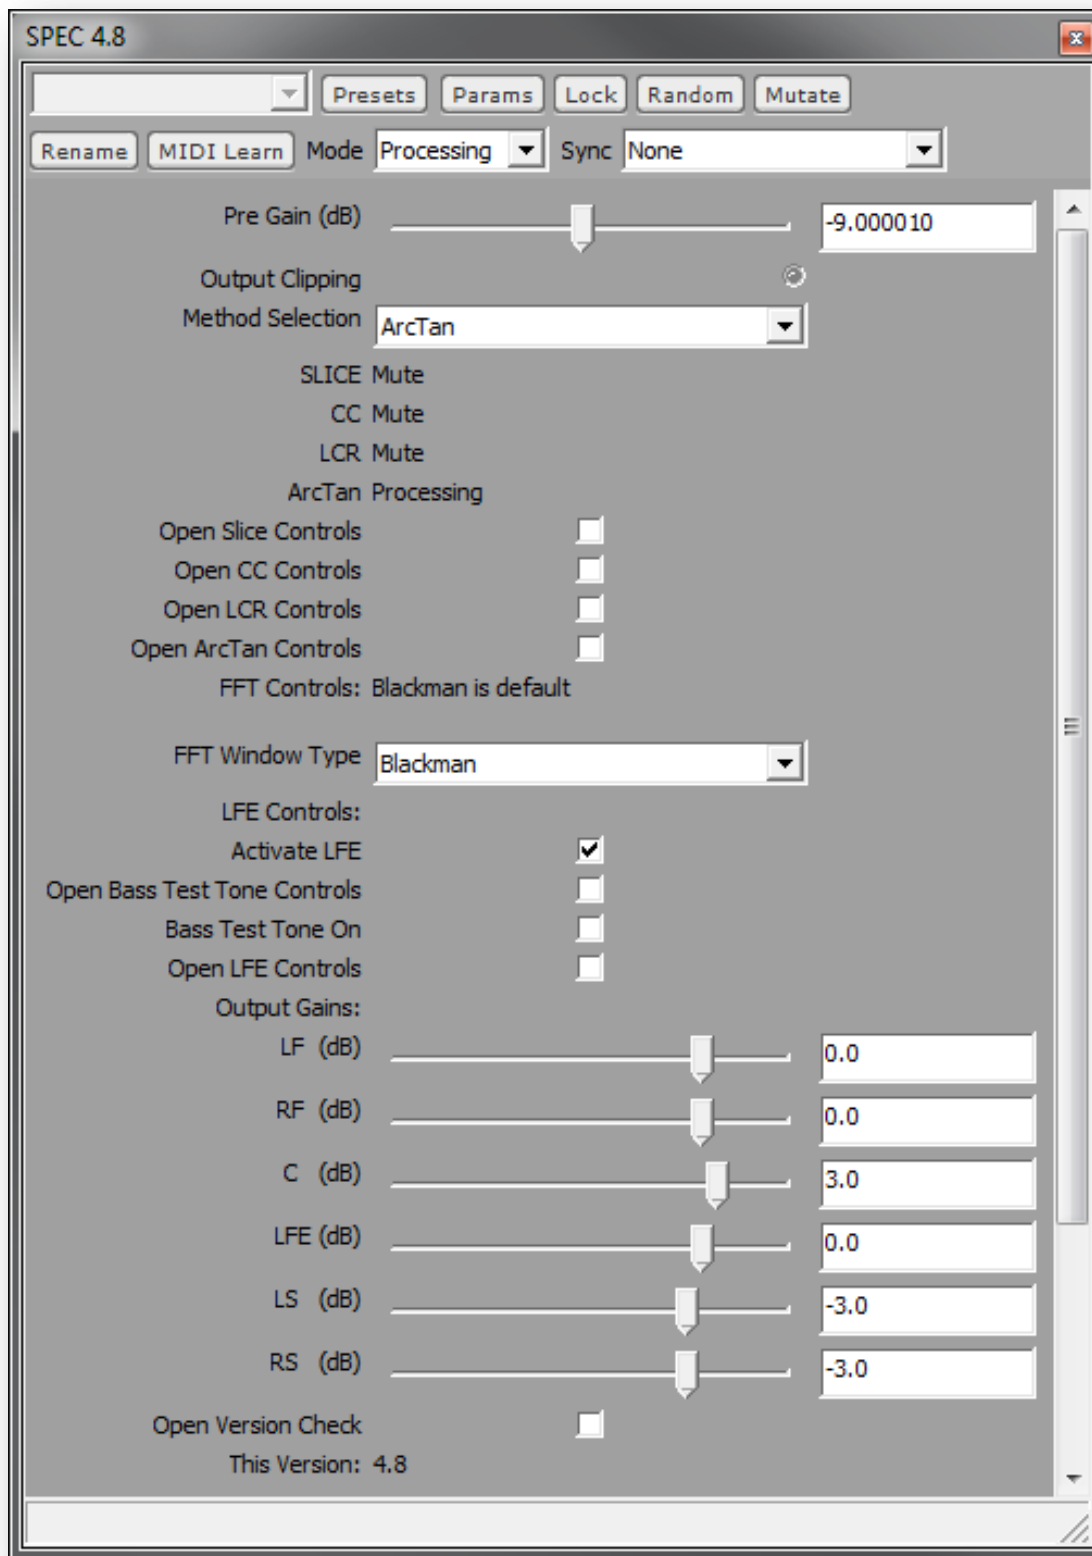 SPEC 4.8
Presets Params Lock Random Mutate
Rename MIDI Learn Mode Processing Sync None
Pre Gain (dB) -9.000010
Output Clipping
Method Selection ArcTan
SLICE Mute
CC Mute
LCR Mute
ArcTan Processing
Open Slice Controls
Open CC Controls
Open LCR Controls
Open ArcTan Controls
FFT Controls: Blackman is default
FFT Window Type Blackman
LFE Controls:
Activate LFE
Open Bass Test Tone Controls
Bass Test Tone On
Open LFE Controls
Output Gains:
LF (dB) 0.0
RF (dB) 0.0
C (dB) 3.0
LFE (dB) 0.0
LS (dB) -3.0
RS (dB) -3.0
Open Version Check
This Version: 4.8